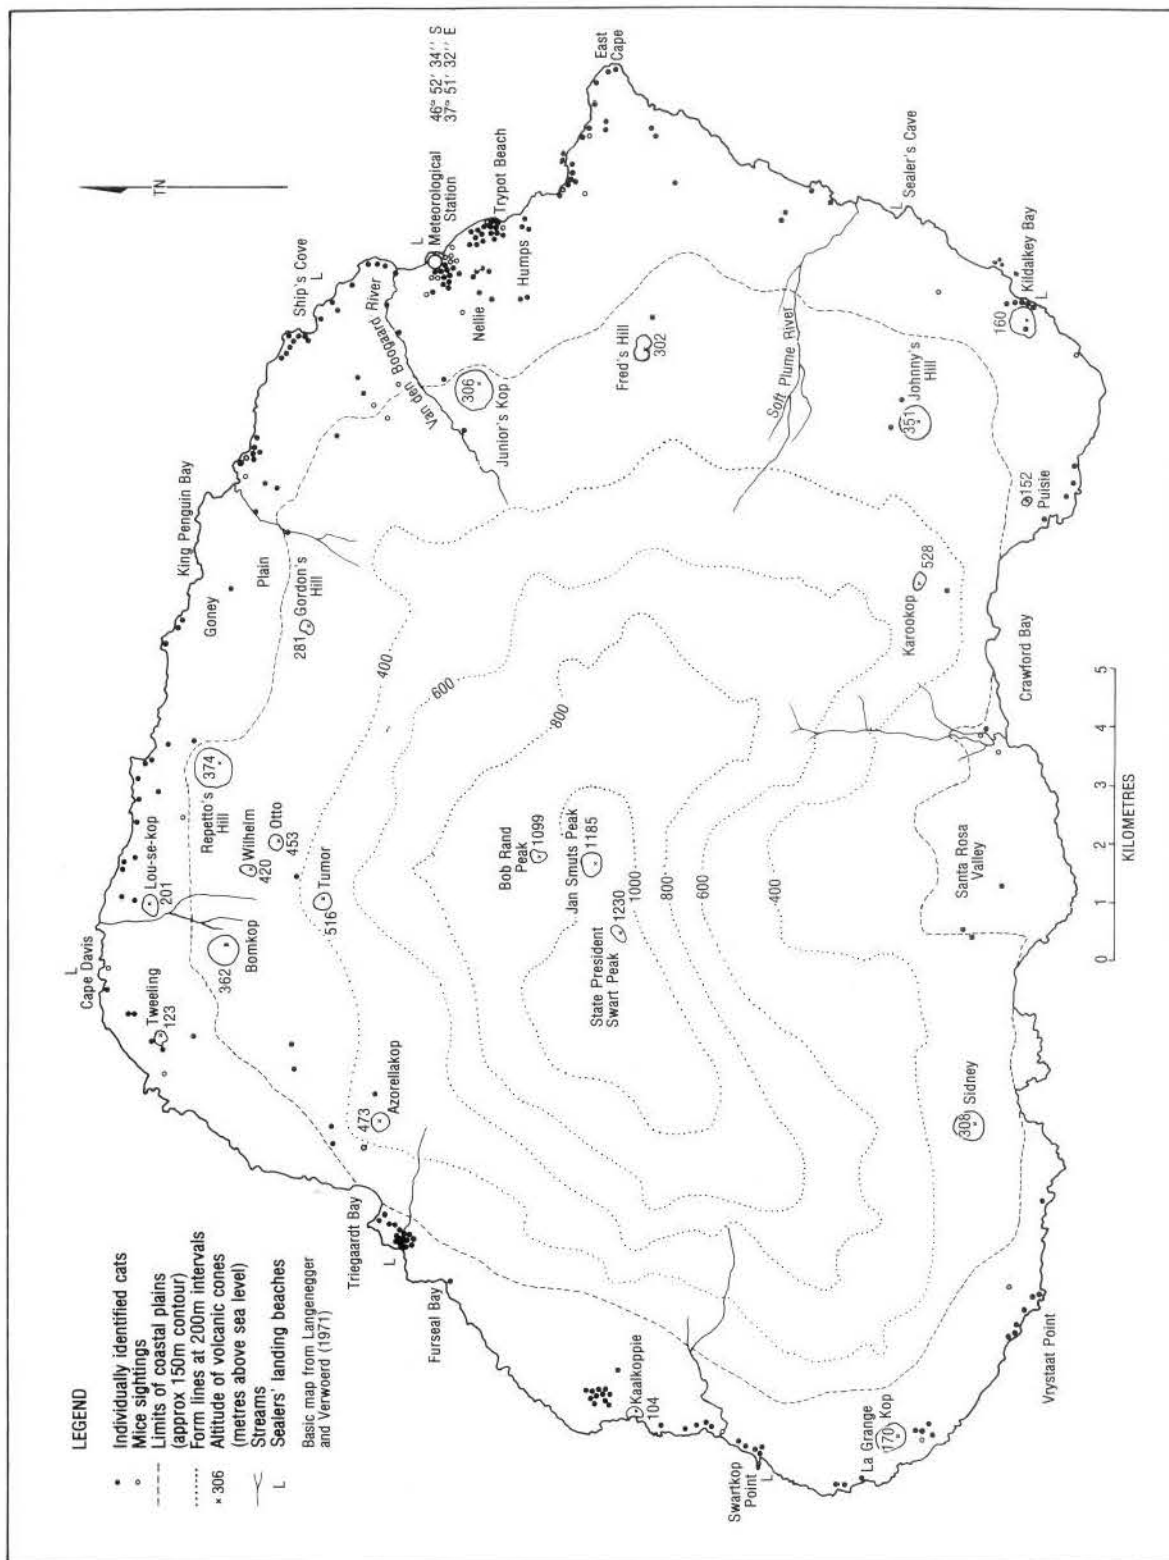 LEGEND
Individually identified cats
Mice sightings
Limits of coastal plains
(approx 150m contour)
Form lines at 200m intervals
× 306 Altitude of volcanic cones
(metres above sea level)
Streams
L Sealers' landing beaches
Basic map from Langenegger
and Verwoerd (1971)
TN
46° 52' 34'' S
37° 51' 32'' E
L
Cape Davis
Tweeling
123
Lou-se-kop
201
362
Bomkop
Repetto's
Hill
374
Wilhelm
420
Otto
453
516
Tumor
King Penguin Bay
Goney
Plain
281
Gordon's
Hill
Ship's Cove
L
Van den Boogaard River
L
Meteorological
Station
Trypot Beach
Nellie
Humps
306
Junior's Kop
East
Cape
Fred's Hill
302
Triegaardt Bay
L
473
Azorellakop
400
600
800
Furseal Bay
Bob Rand
Peak
1099
Jan Smuts Peak
1185
State President
Swart Peak
1230
1000
800
600
400
Soft Plume River
L
Sealer's Cave
Kaalkoppie
104
Swartkop
Point
L
La Grange
Kop
170
Vrystaat Point
308
Sidney
Santa Rosa
Valley
Karookop
528
351
Johnny's
Hill
160
Kildalkey Bay
L
152
Puisie
Crawford Bay
0 1 2 3 4 5
KILOMETRES